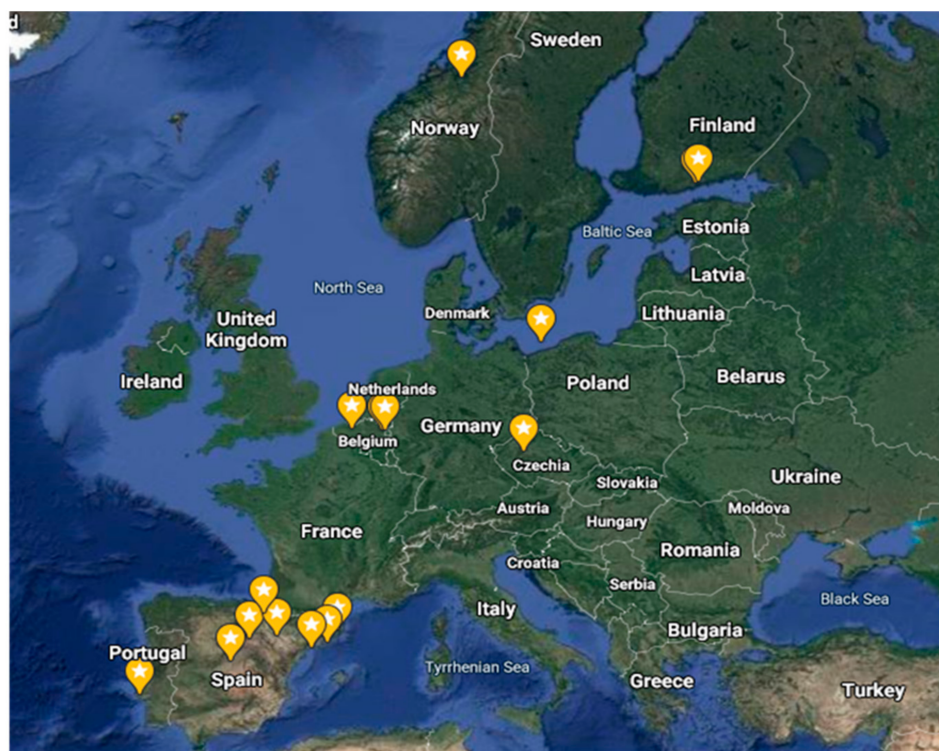 d
Sweden
Norway
Finland
Estonia
Baltic Sea
Latvia
North Sea
Denmark
Lithuania
United
Kingdom
Ireland
Netherlands
Poland
Belarus
Belgium
Germany
Czechia
Ukraine
Slovakia
Austria
Moldova
France
Hungary
Romania
Croatia
Serbia
Italy
Black Sea
Bulgaria
Portugal
Tyrrhenian Sea
Spain
Greece
Turkey